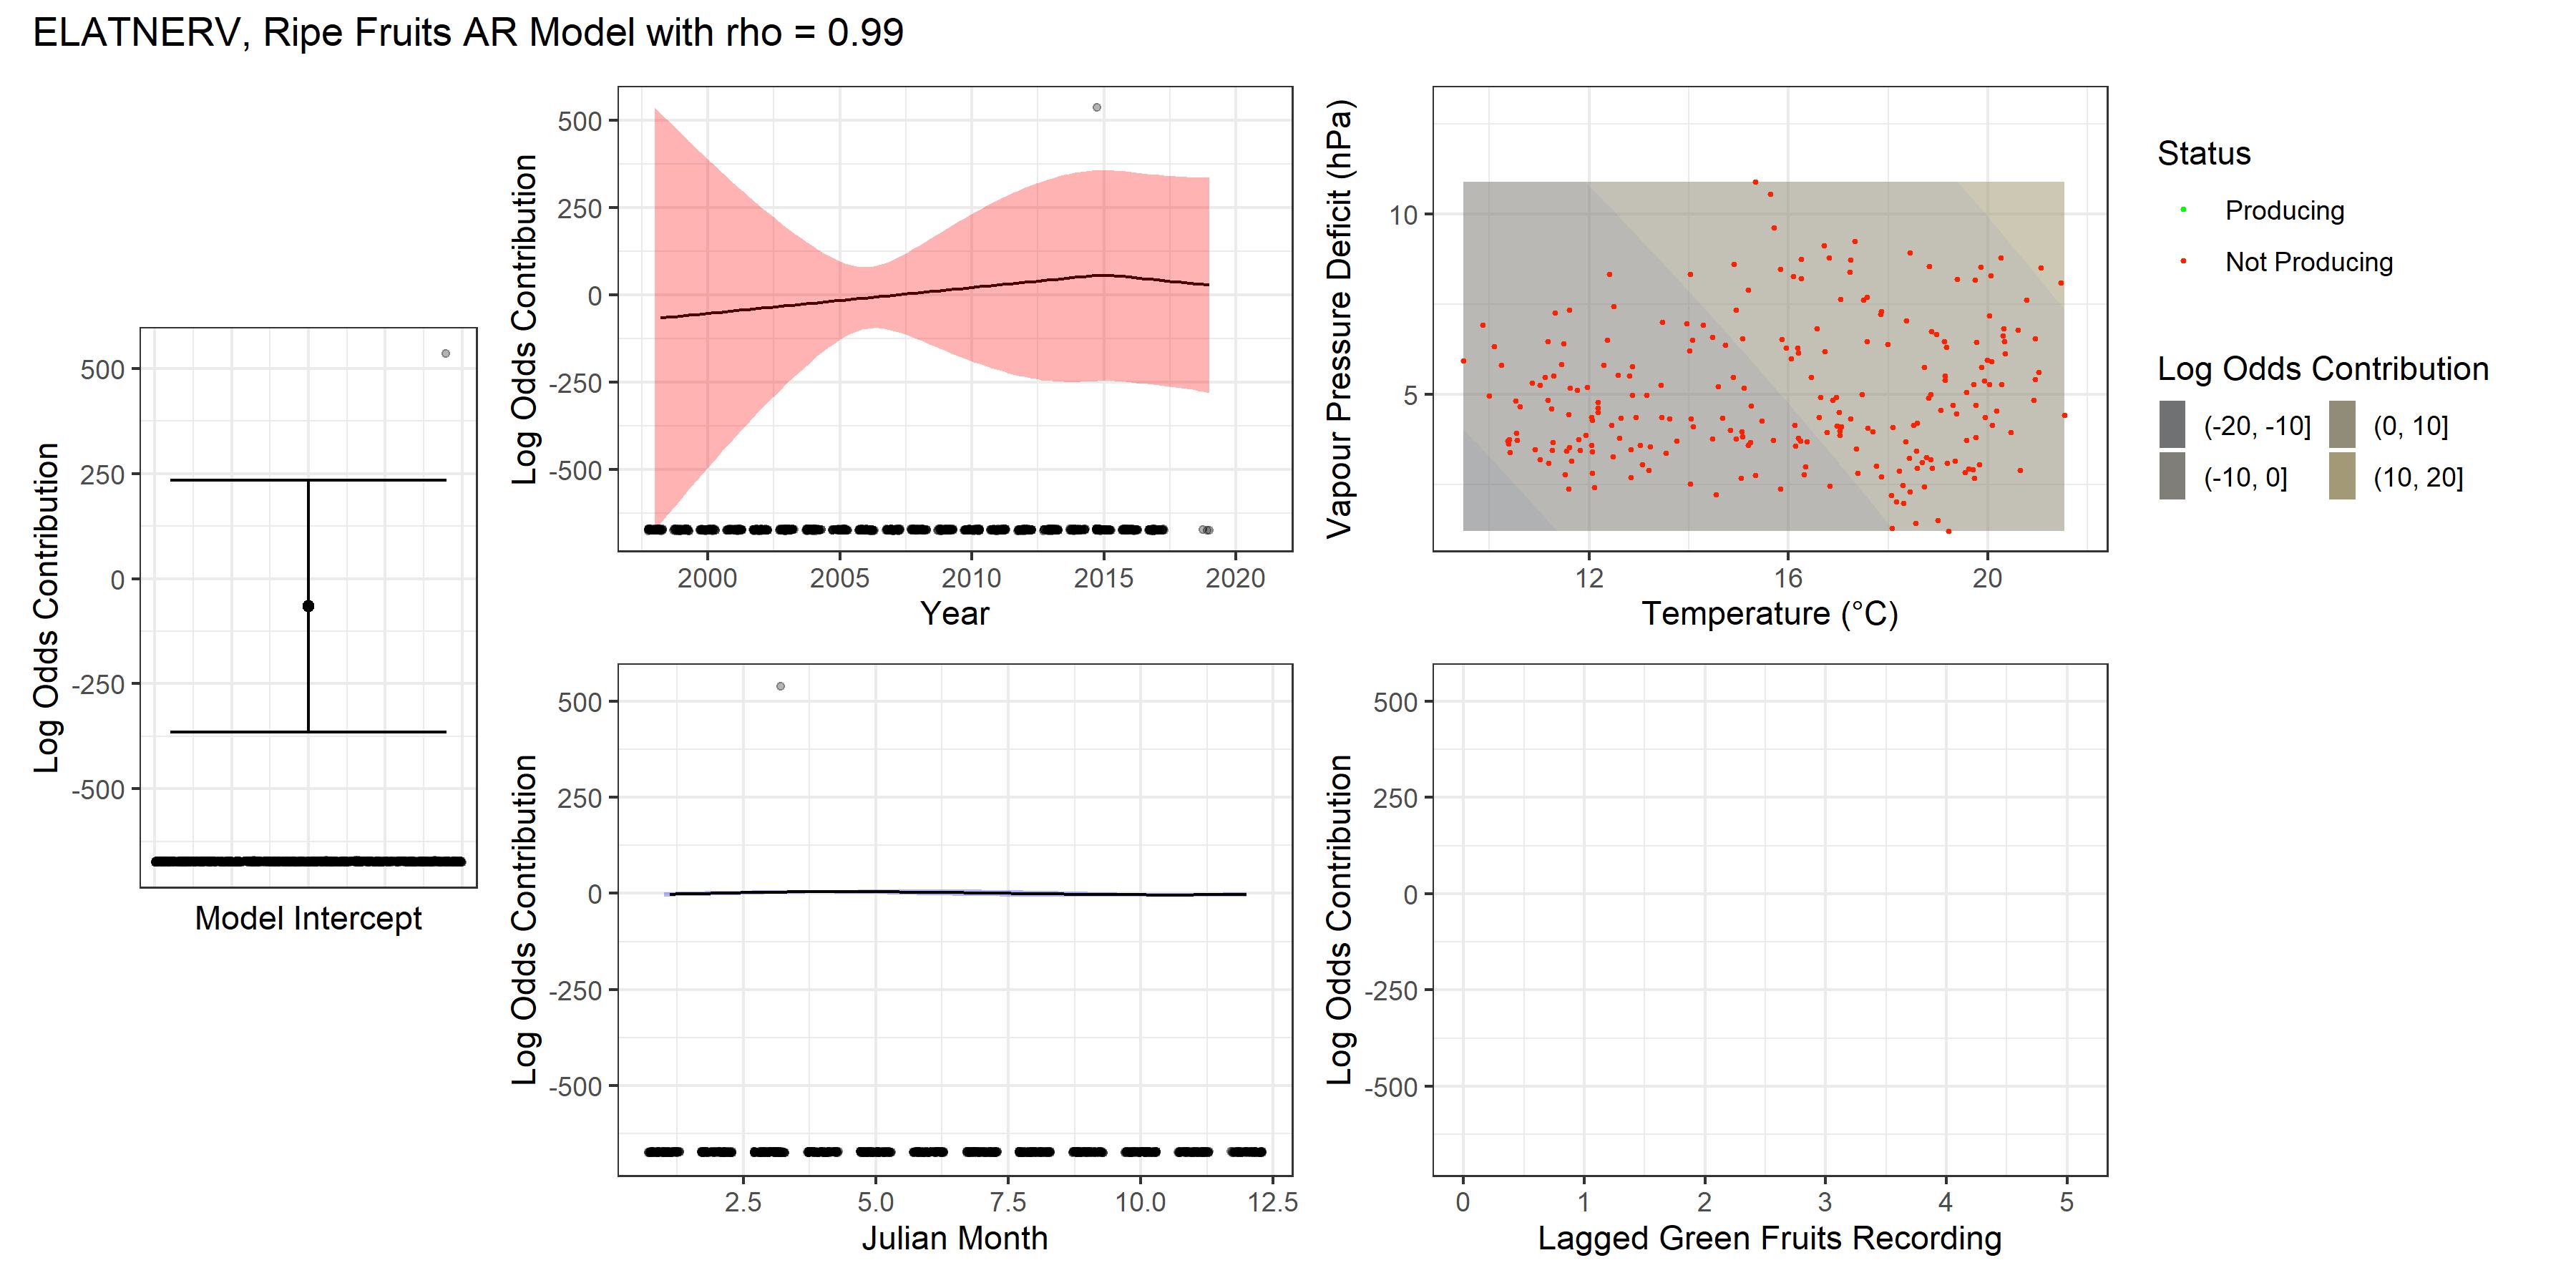 ELATNERV, Ripe Fruits AR Model with rho = 0.99
Log Odds Contribution
500
250
0
-250
-500
Model Intercept
Log Odds Contribution
500
250
0
-250
-500
2000 2005 2010 2015 2020
Year
Vapour Pressure Deficit (hPa)
10
5
12 16 20
Temperature (°C)
Status
Producing
Not Producing
Log Odds Contribution
(-20, -10] (0, 10]
(-10, 0] (10, 20]
Log Odds Contribution
500
250
0
-250
-500
2.5 5.0 7.5 10.0 12.5
Julian Month
Log Odds Contribution
500
250
0
-250
-500
0 1 2 3 4 5
Lagged Green Fruits Recording